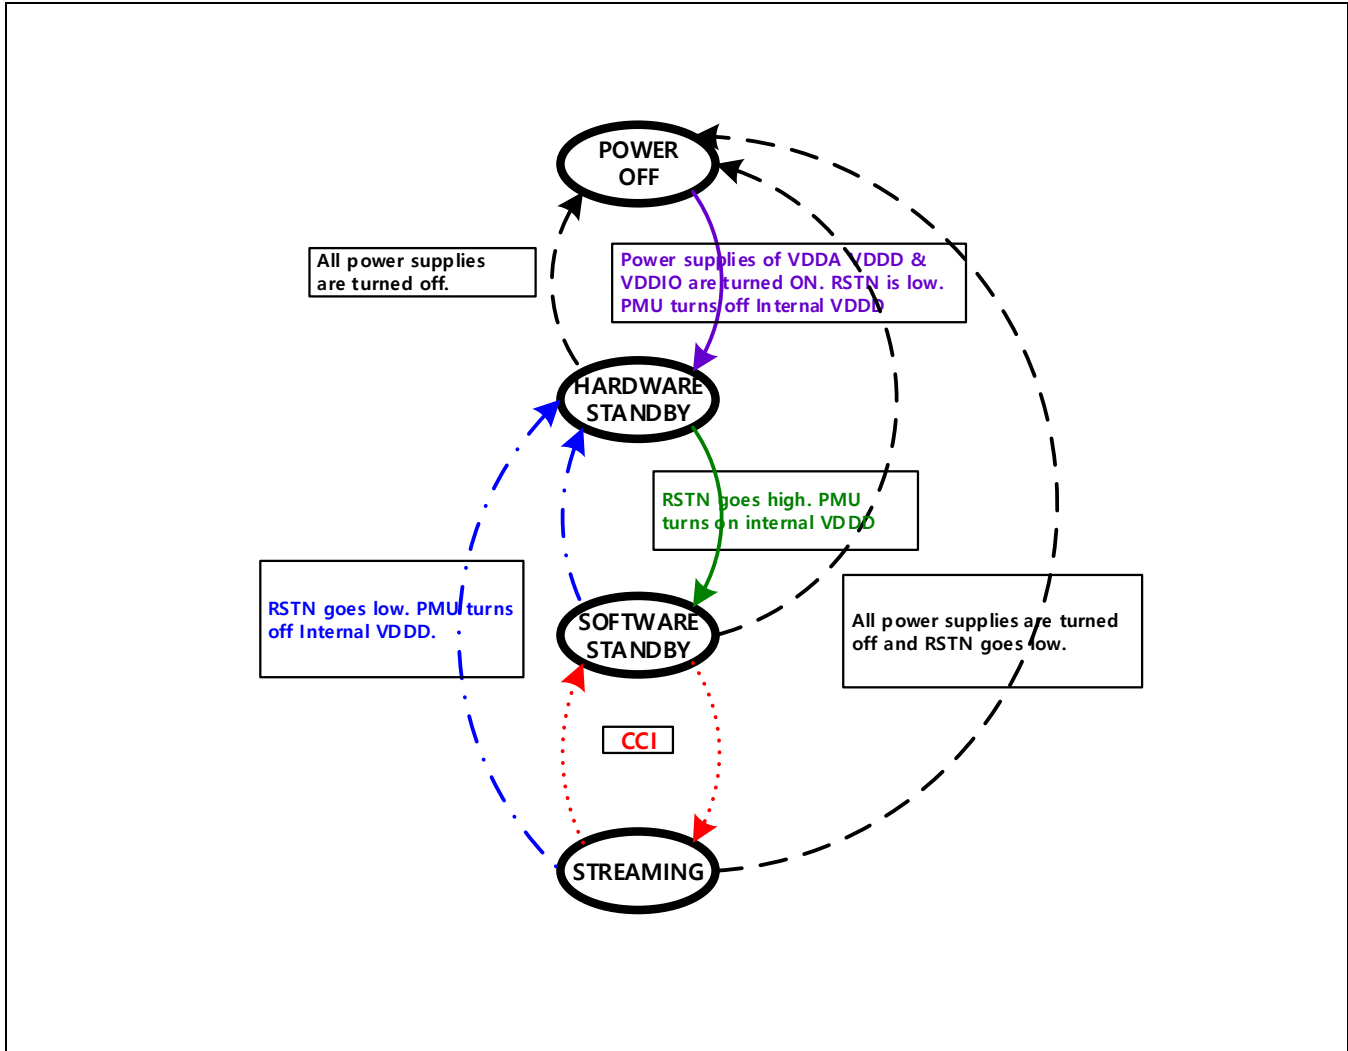 POWER
OFF
All power supplies
are turned off.
Power supplies of VDDA VDDD &
VDDIO are turned ON. RSTN is low.
PMU turns off Internal VDDD
HARDWARE
STANDBY
RSTN goes high. PMU
turns on internal VDDD
RSTN goes low. PMU turns
off Internal VDDD.
SOFTWARE
STANDBY
All power supplies are turned
off and RSTN goes low.
CCI
STREAMING